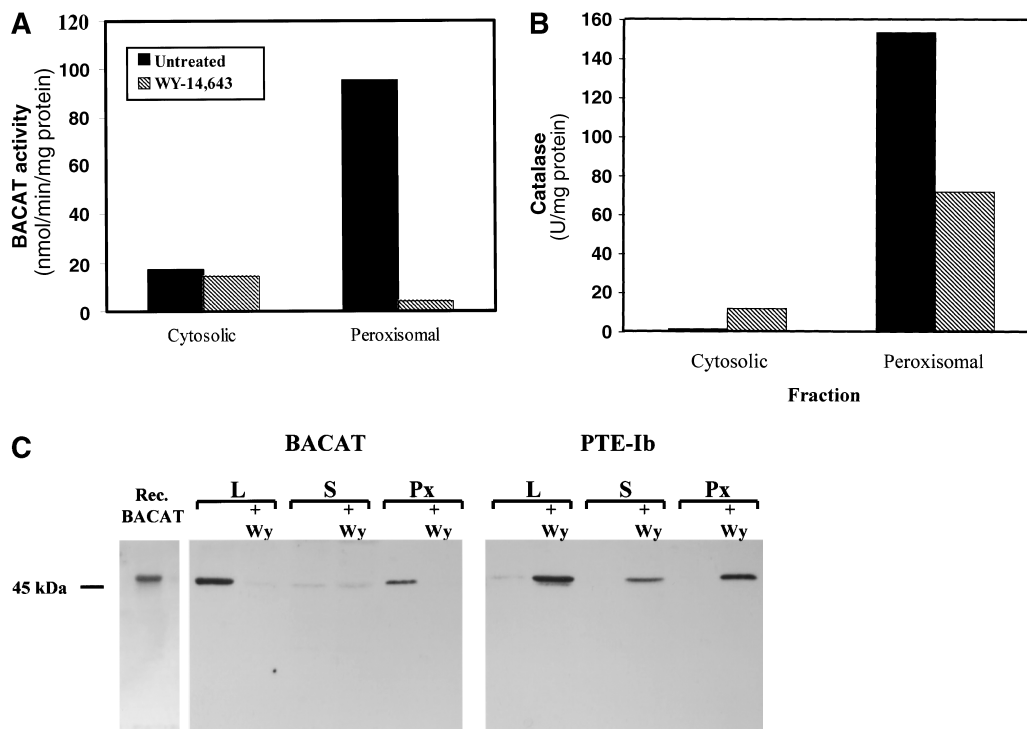 A
BACAT activity
(nmol/min/mg protein)
120
100
80
60
40
20
0
Untreated
WY-14,643
Cytosolic
Peroxisomal
B
Catalase
(U/mg protein)
160
140
120
100
80
60
40
20
0
Cytosolic
Peroxisomal
Fraction
C
BACAT
PTE-Ib
Rec.
BACAT
L
S
Px
L
S
Px
+
Wy
+
Wy
+
Wy
+
Wy
+
Wy
+
Wy
45 kDa